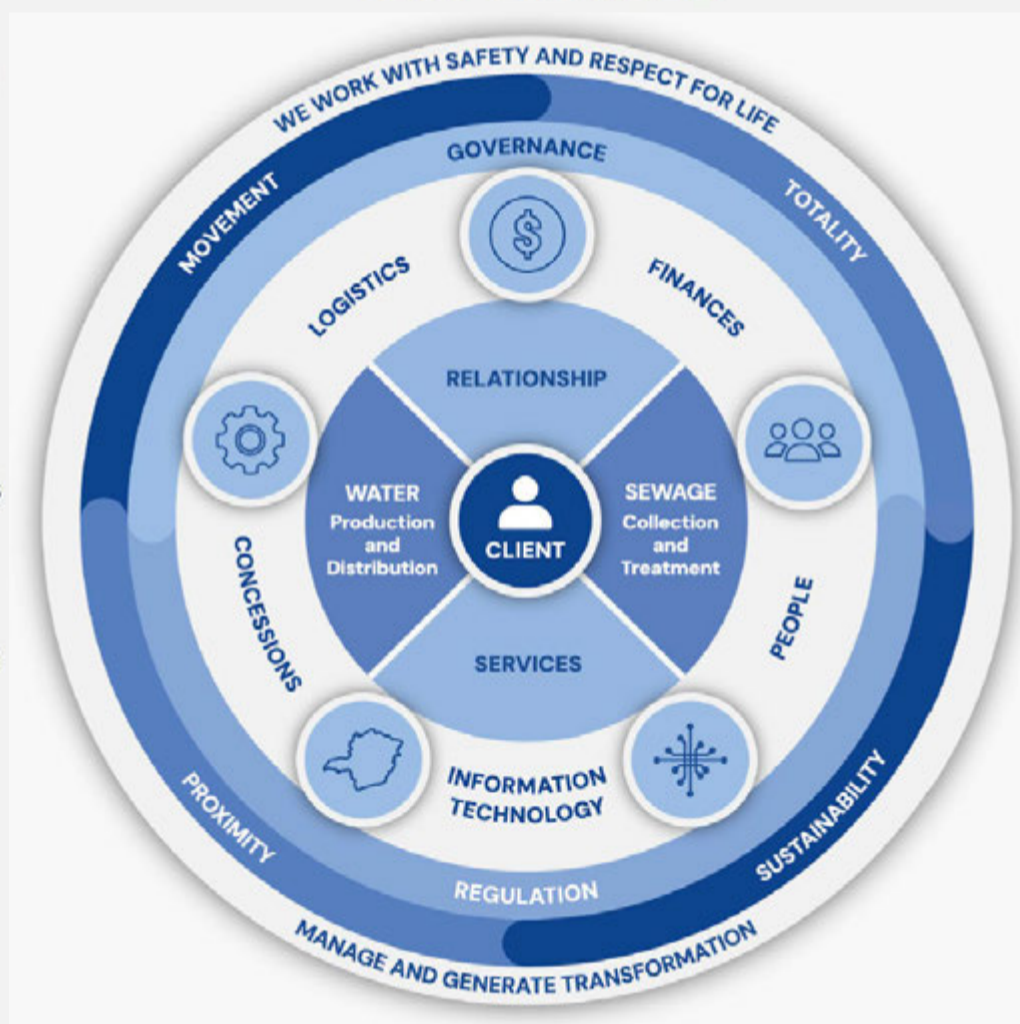 WE WORK WITH SAFETY AND RESPECT FOR LIFE
MOVEMENT
TOTALITY
GOVERNANCE
LOGISTICS
FINANCES
RELATIONSHIP
WATER
Production
and
Distribution
CLIENT
SEWAGE
Collection
and
Treatment
CONCESSIONS
PEOPLE
SERVICES
INFORMATION
TECHNOLOGY
PROXIMITY
SUSTAINABILITY
REGULATION
MANAGE AND GENERATE TRANSFORMATION